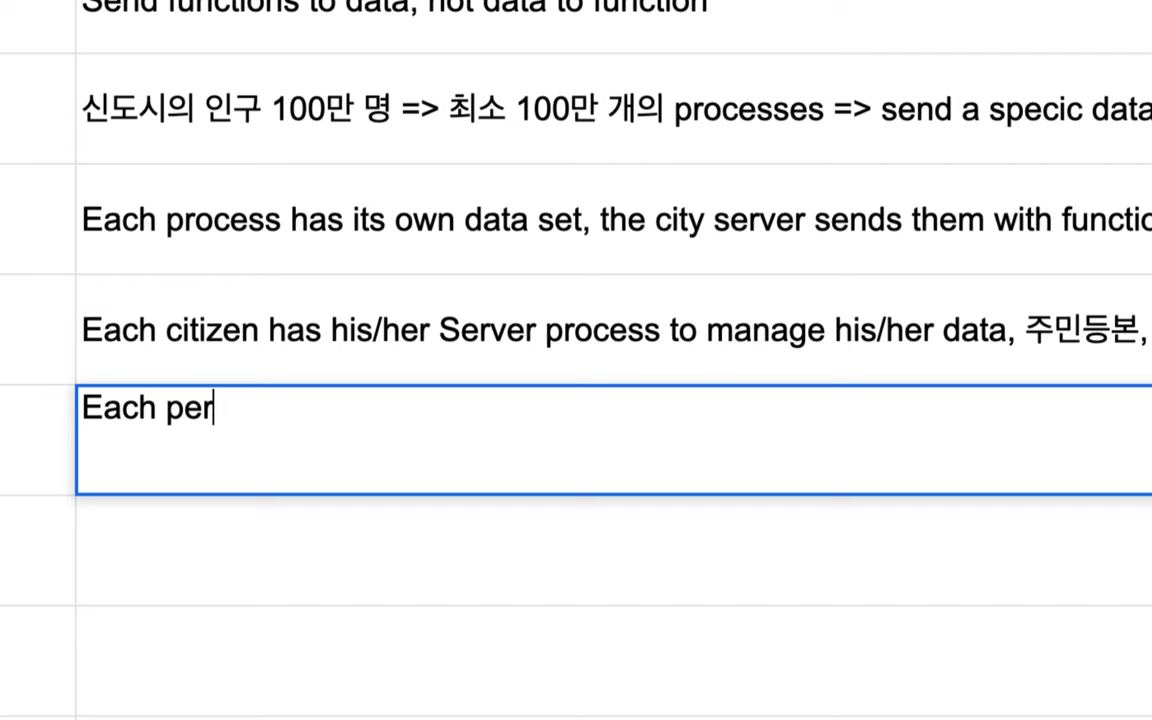 Send functions to data, not data to function
신도시의 인구 100만 명 => 최소 100만 개의 processes => send a specic data
Each process has its own data set, the city server sends them with functio
Each citizen has his/her Server process to manage his/her data, 주민등본,
Each per